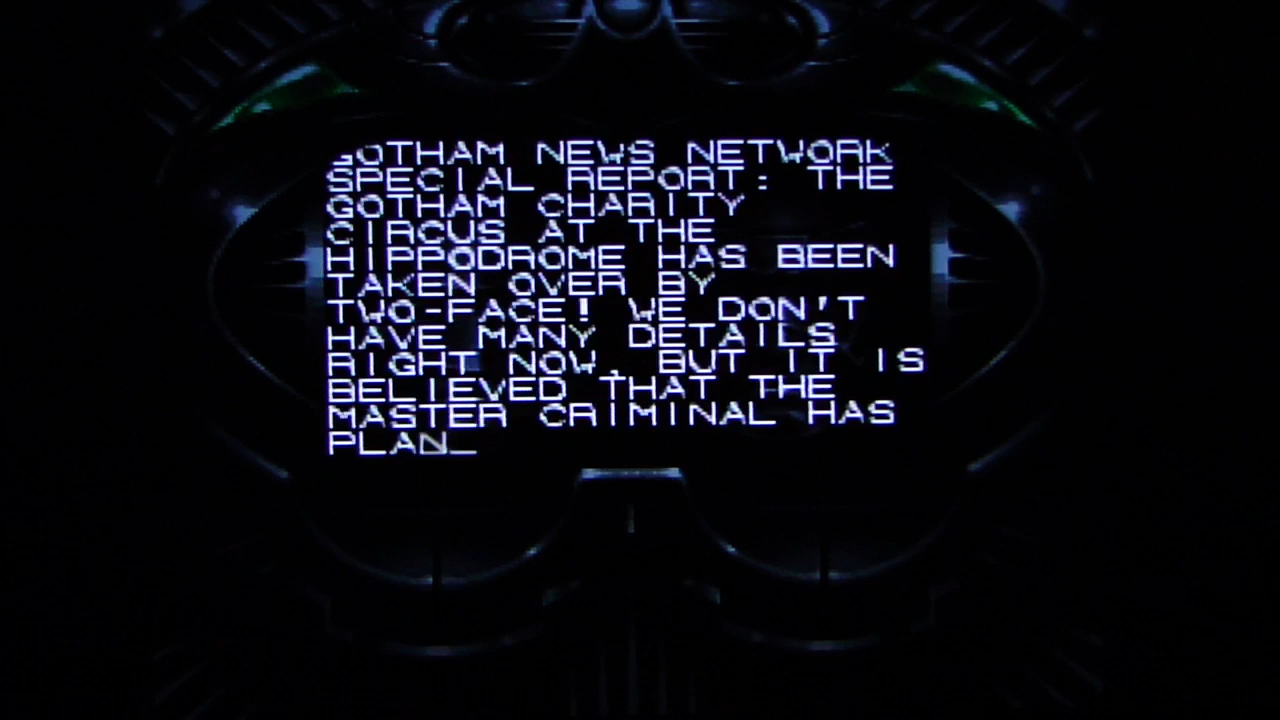 GOTHAM NEWS NETWORK
SPECIAL REPORT: THE
GOTHAM CHARITY
CIRCUS AT THE
HIPPODROME HAS BEEN
TAKEN OVER BY
TWO-FACE! WE DON'T
HAVE MANY DETAILS
RIGHT NOW, BUT IT IS
BELIEVED THAT THE
MASTER CRIMINAL HAS
PLAN_